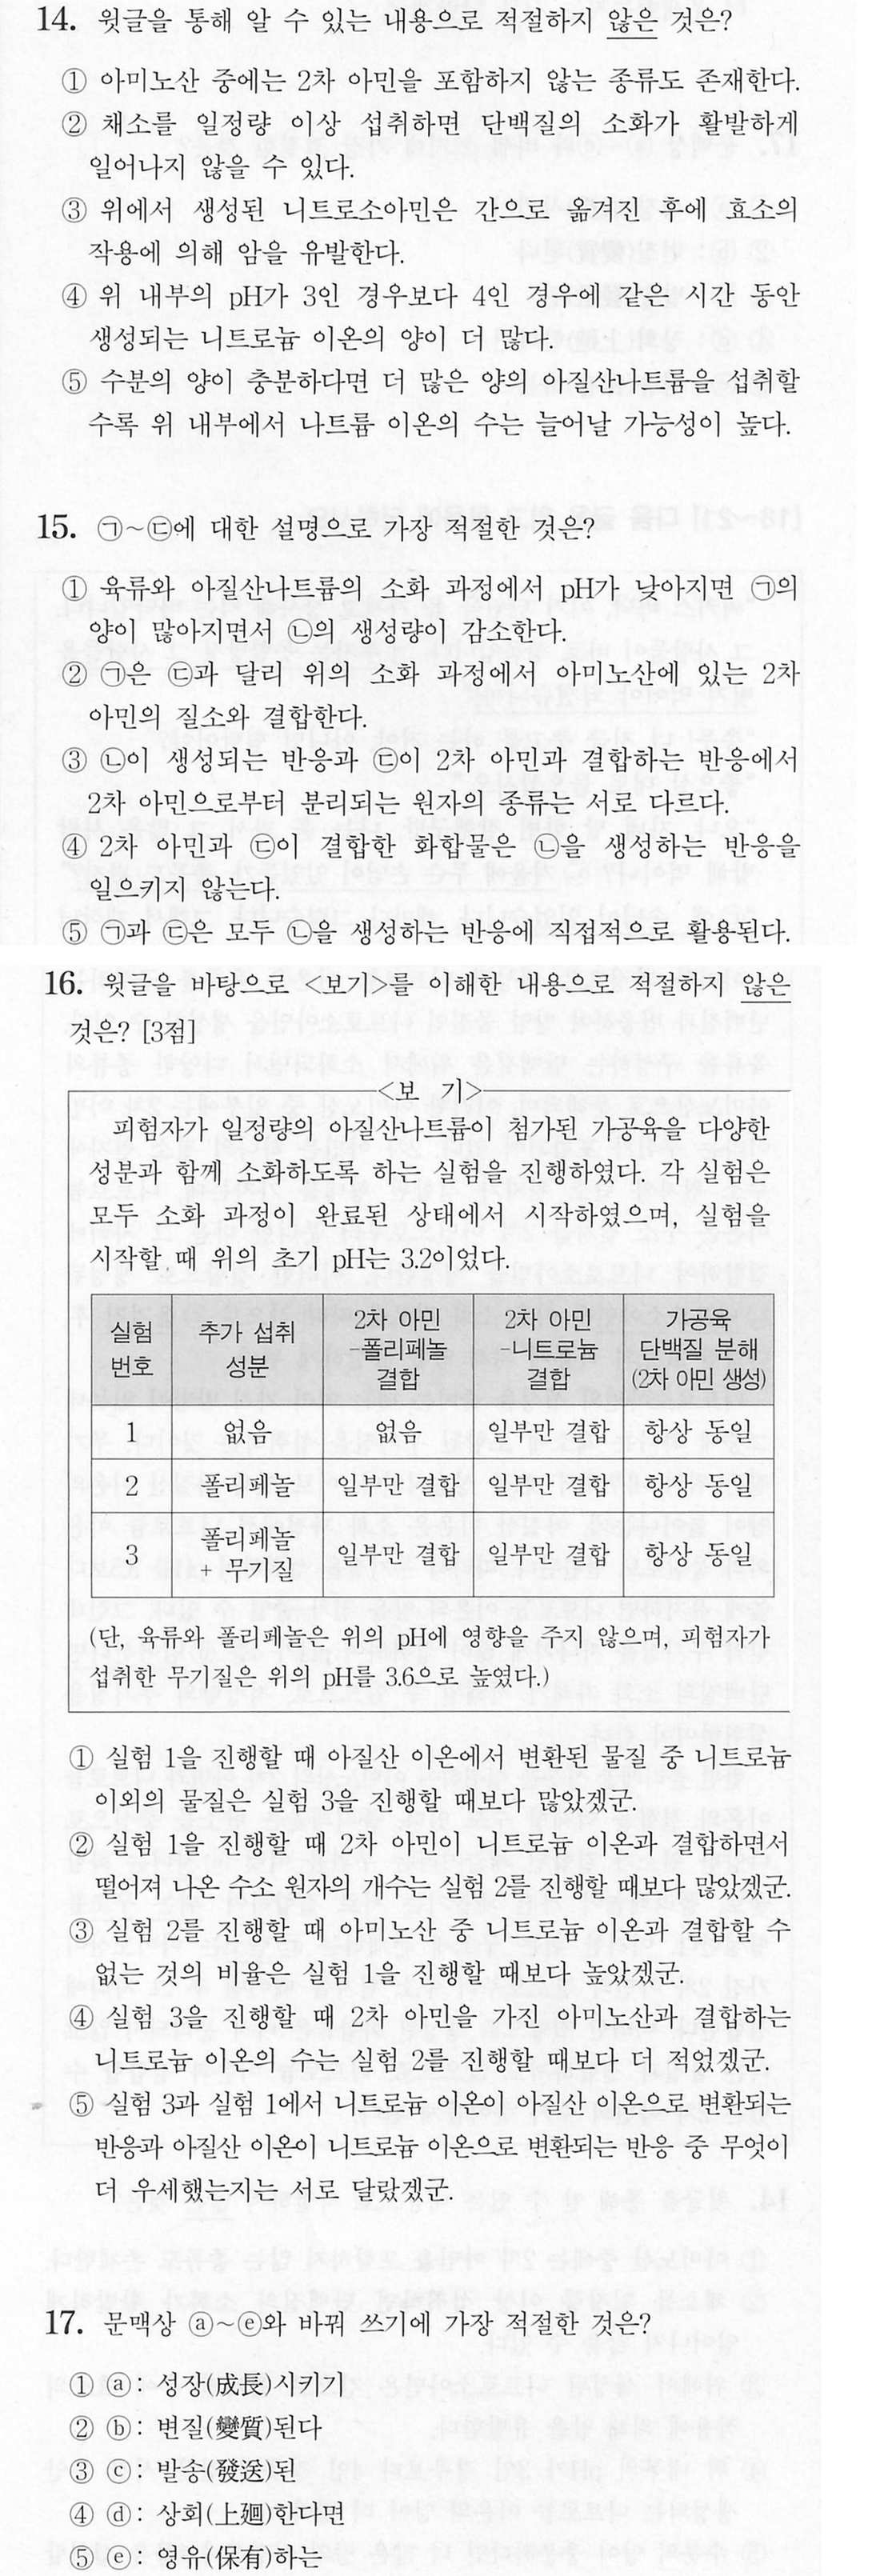 14. 윗글을 통해 알 수 있는 내용으로 적절하지 않은 것은?
① 아미노산 중에는 2차 아민을 포함하지 않는 종류도 존재한다.
② 채소를 일정량 이상 섭취하면 단백질의 소화가 활발하게
일어나지 않을 수 있다.
③ 위에서 생성된 니트로소아민은 간으로 옮겨진 후에 효소의
작용에 의해 암을 유발한다.
④ 위 내부의 pH가 3인 경우보다 4인 경우에 같은 시간 동안
생성되는 니트로늄 이온의 양이 더 많다.
⑤ 수분의 양이 충분하다면 더 많은 양의 아질산나트륨을 섭취할
수록 위 내부에서 나트륨 이온의 수는 늘어날 가능성이 높다.
15. ㉠~㉢에 대한 설명으로 가장 적절한 것은?
① 육류와 아질산나트륨의 소화 과정에서 pH가 낮아지면 ㉠의
양이 많아지면서 ㉡의 생성량이 감소한다.
② ㉠은 ㉢과 달리 위의 소화 과정에서 아미노산에 있는 2차
아민의 질소와 결합한다.
③ ㉡이 생성되는 반응과 ㉢이 2차 아민과 결합하는 반응에서
2차 아민으로부터 분리되는 원자의 종류는 서로 다르다.
④ 2차 아민과 ㉢이 결합한 화합물은 ㉡을 생성하는 반응을
일으키지 않는다.
⑤ ㉠과 ㉢은 모두 ㉡을 생성하는 반응에 직접적으로 활용된다.
16. 윗글을 바탕으로 <보기>를 이해한 내용으로 적절하지 않은
것은? [3점]
<보 기>
피험자가 일정량의 아질산나트륨이 첨가된 가공육을 다양한
성분과 함께 소화하도록 하는 실험을 진행하였다. 각 실험은
모두 소화 과정이 완료된 상태에서 시작하였으며, 실험을
시작할 때 위의 초기 pH는 3.2이었다.
실험 번호 추가 섭취 성분 2차 아민 -폴리페놀 결합 2차 아민 -니트로늄 결합 가공육 단백질 분해 (2차 아민 생성)
1 없음 없음 일부만 결합 항상 동일
2 폴리페놀 일부만 결합 일부만 결합 항상 동일
3 폴리페놀 + 무기질 일부만 결합 일부만 결합 항상 동일
(단, 육류와 폴리페놀은 위의 pH에 영향을 주지 않으며, 피험자가
섭취한 무기질은 위의 pH를 3.6으로 높였다.)
① 실험 1을 진행할 때 아질산 이온에서 변환된 물질 중 니트로늄
이외의 물질은 실험 3을 진행할 때보다 많았겠군.
② 실험 1을 진행할 때 2차 아민이 니트로늄 이온과 결합하면서
떨어져 나온 수소 원자의 개수는 실험 2를 진행할 때보다 많았겠군.
③ 실험 2를 진행할 때 아미노산 중 니트로늄 이온과 결합할 수
없는 것의 비율은 실험 1을 진행할 때보다 높았겠군.
④ 실험 3을 진행할 때 2차 아민을 가진 아미노산과 결합하는
니트로늄 이온의 수는 실험 2를 진행할 때보다 더 적었겠군.
⑤ 실험 3과 실험 1에서 니트로늄 이온이 아질산 이온으로 변환되는
반응과 아질산 이온이 니트로늄 이온으로 변환되는 반응 중 무엇이
더 우세했는지는 서로 달랐겠군.
17. 문맥상 ⓐ~ⓔ와 바꿔 쓰기에 가장 적절한 것은?
① ⓐ: 성장(成長)시키기
② ⓑ: 변질(變質)된다
③ ⓒ: 발송(發送)된
④ ⓓ: 상회(上廻)한다면
⑤ ⓔ: 영유(保有)하는